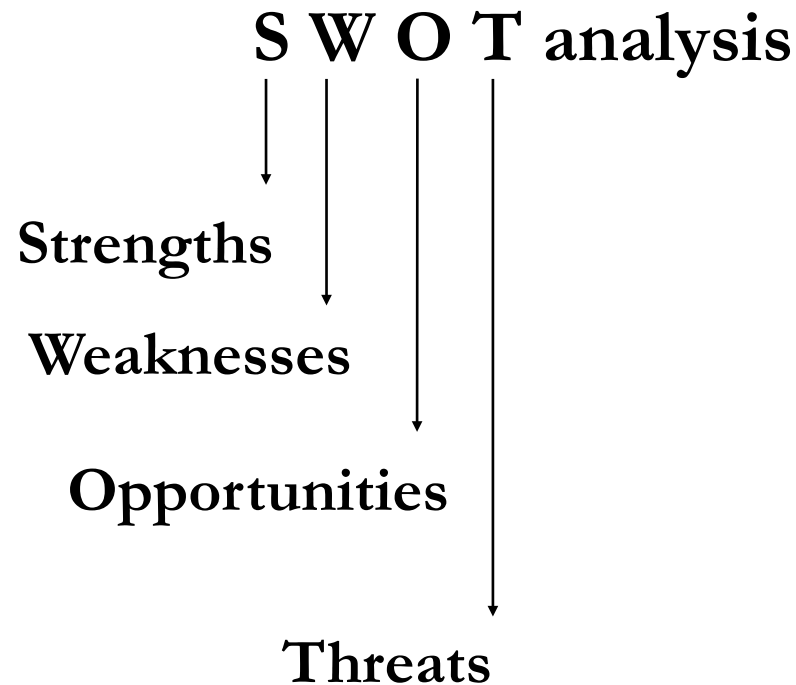 S W O T analysis
Strengths
Weaknesses
Opportunities
Threats